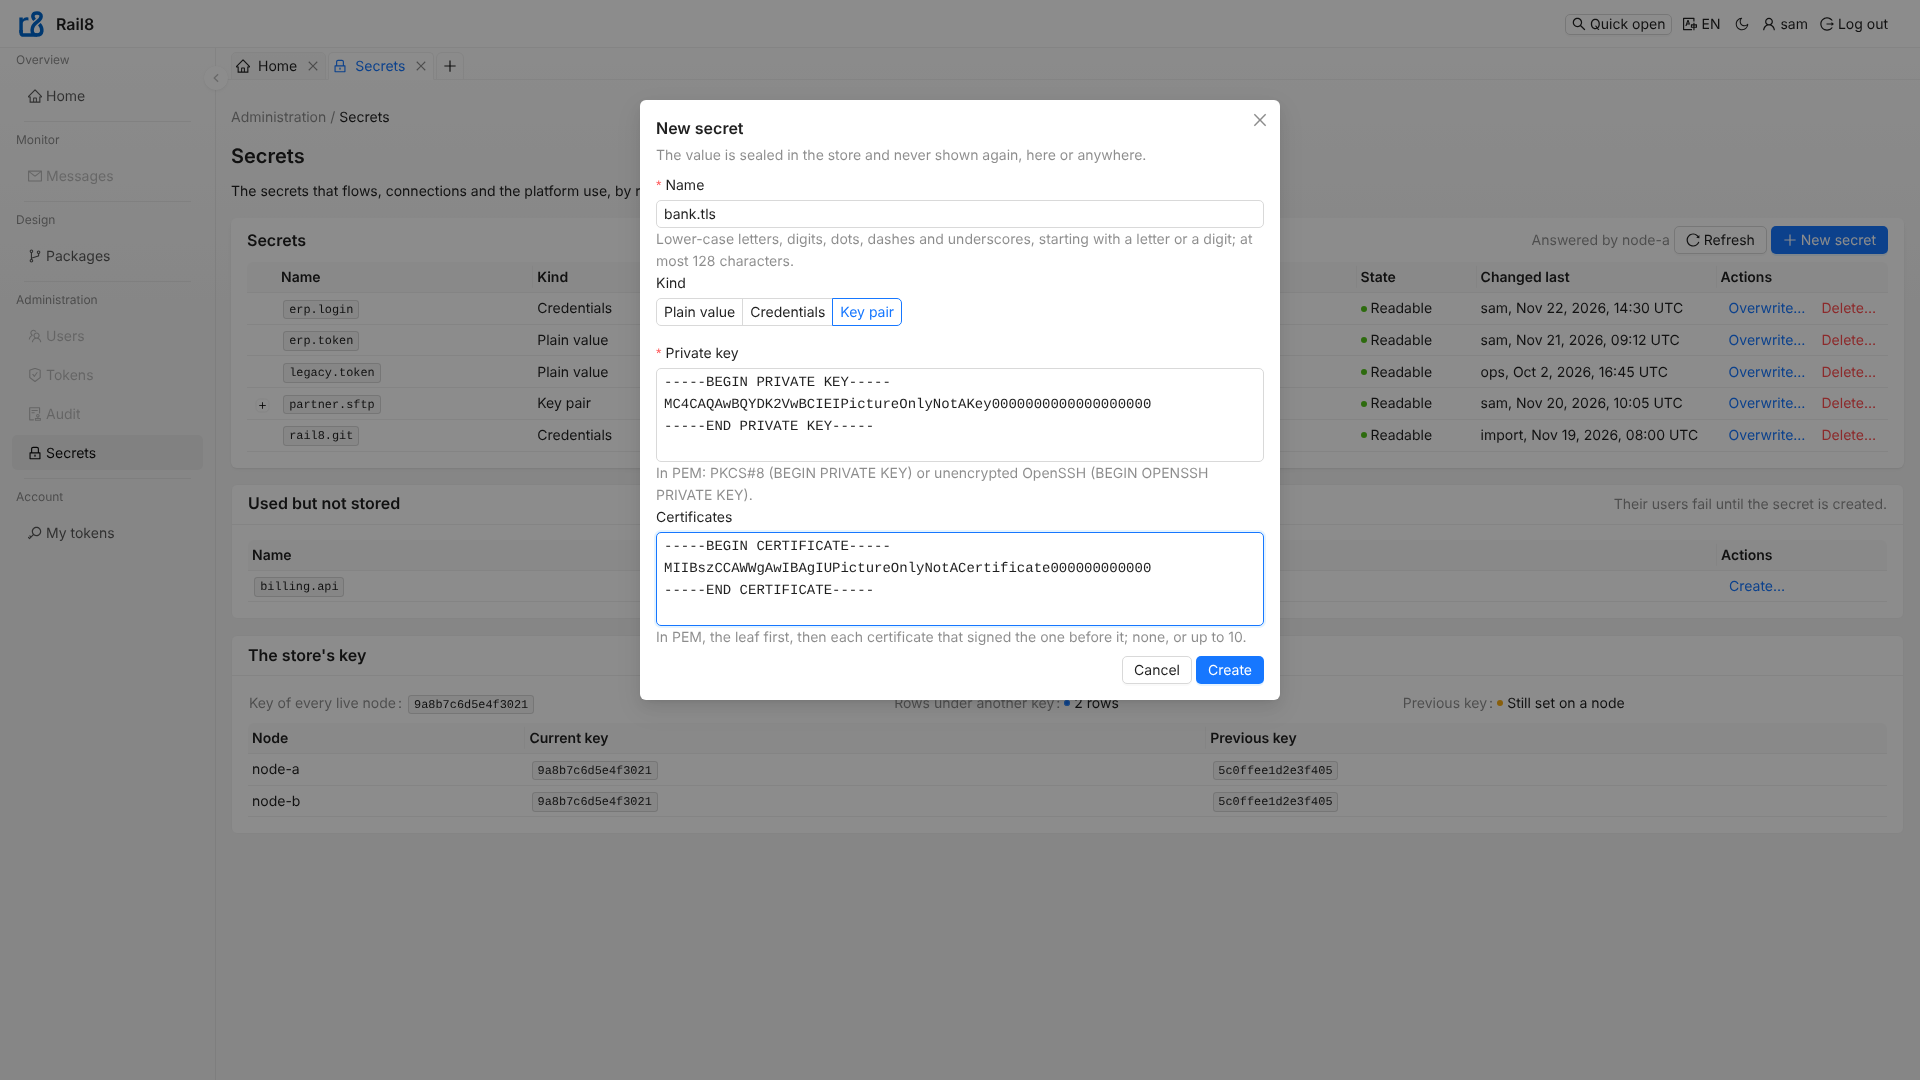 Rail8
Quick open
EN
sam
Log out
Overview
Home
Monitor
Messages
Design
Packages
Administration
Users
Tokens
Audit
Secrets
Account
My tokens
Home
Secrets
Administration / Secrets
Secrets
The secrets that flows, connections and the platform use, by
Secrets
Answered by node-a
Refresh
New secret
Name Kind State Changed last Actions
erp.login Credentials Readable sam, Nov 22, 2026, 14:30 UTC Overwrite... Delete...
erp.token Plain value Readable sam, Nov 21, 2026, 09:12 UTC Overwrite... Delete...
legacy.token Plain value Readable ops, Oct 2, 2026, 16:45 UTC Overwrite... Delete...
partner.sftp Key pair Readable sam, Nov 20, 2026, 10:05 UTC Overwrite... Delete...
rail8.git Credentials Readable import, Nov 19, 2026, 08:00 UTC Overwrite... Delete...
Used but not stored
Their users fail until the secret is created.
Name Actions
billing.api Create...
The store's key
Key of every live node: 9a8b7c6d5e4f3021
Rows under another key: 2 rows
Previous key: Still set on a node
Node Current key Previous key
node-a 9a8b7c6d5e4f3021 5c0ffee1d2e3f405
node-b 9a8b7c6d5e4f3021 5c0ffee1d2e3f405
New secret
The value is sealed in the store and never shown again, here or anywhere.
* Name
bank.tls
Lower-case letters, digits, dots, dashes and underscores, starting with a letter or a digit; at
most 128 characters.
Kind
Plain value Credentials Key pair
* Private key
-----BEGIN PRIVATE KEY-----
MC4CAQAwBQYDK2VwBCIEIPictureOnlyNotAKey0000000000000000000
-----END PRIVATE KEY-----
In PEM: PKCS#8 (BEGIN PRIVATE KEY) or unencrypted OpenSSH (BEGIN OPENSSH
PRIVATE KEY).
Certificates
-----BEGIN CERTIFICATE-----
MIIBszCCAWWgAwIBAgIUPictureOnlyNotACertificate000000000000
-----END CERTIFICATE-----
In PEM, the leaf first, then each certificate that signed the one before it; none, or up to 10.
Cancel
Create